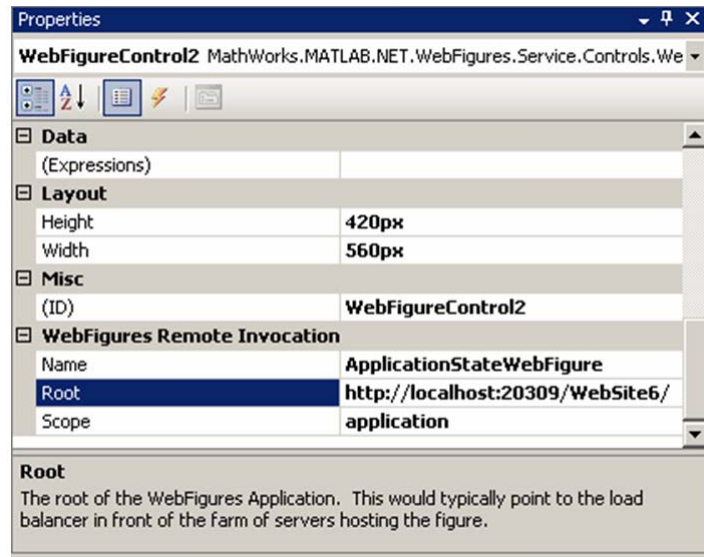 Properties
WebFigureControl2 MathWorks.MATLAB.NET.WebFigures.Service.Controls.We
Data
(Expressions)
Layout
Height 420px
Width 560px
Misc
(ID) WebFigureControl2
WebFigures Remote Invocation
Name ApplicationStateWebFigure
Root http://localhost:20309/WebSite6/
Scope application
Root
The root of the WebFigures Application. This would typically point to the load
balancer in front of the farm of servers hosting the figure.